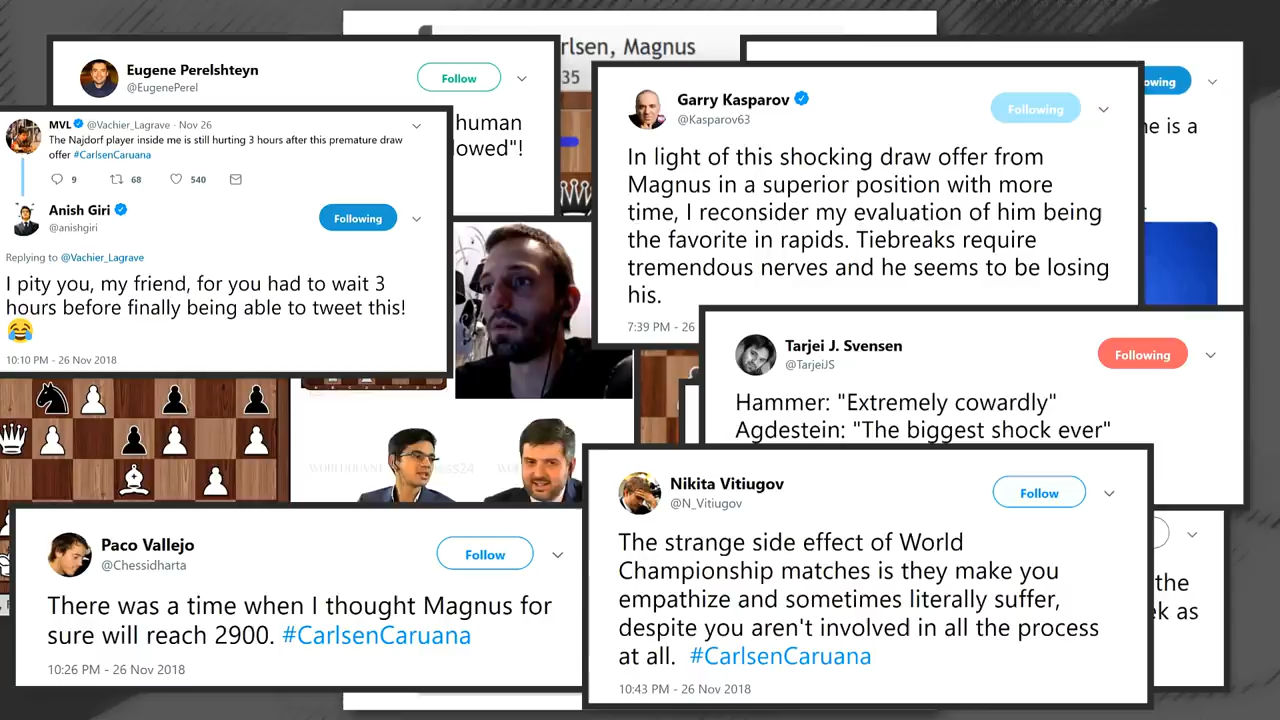 rlsen, Magnus
35
Eugene Perelshteyn
@EugenePerel
Follow
human
lowed"!
MVL @Vachier_Lagrave · Nov 26
The Najdorf player inside me is still hurting 3 hours after this premature draw
offer #CarlsenCaruana
9 68 540
Anish Giri
@anishgiri
Following
Replying to @Vachier_Lagrave
I pity you, my friend, for you had to wait 3
hours before finally being able to tweet this!
😂
10:10 PM - 26 Nov 2018
Garry Kasparov
@Kasparov63
Following
In light of this shocking draw offer from
Magnus in a superior position with more
time, I reconsider my evaluation of him being
the favorite in rapids. Tiebreaks require
tremendous nerves and he seems to be losing
his.
7:39 PM - 26
owing
e is a
Tarjei J. Svensen
@TarjeiJS
Following
Hammer: "Extremely cowardly"
Agdestein: "The biggest shock ever"
Paco Vallejo
@Chessidharta
Follow
There was a time when I thought Magnus for
sure will reach 2900. #CarlsenCaruana
10:26 PM - 26 Nov 2018
Nikita Vitiugov
@N_Vitiugov
Follow
The strange side effect of World
Championship matches is they make you
empathize and sometimes literally suffer,
despite you aren't involved in all the process
at all. #CarlsenCaruana
10:43 PM - 26 Nov 2018
the
ek as